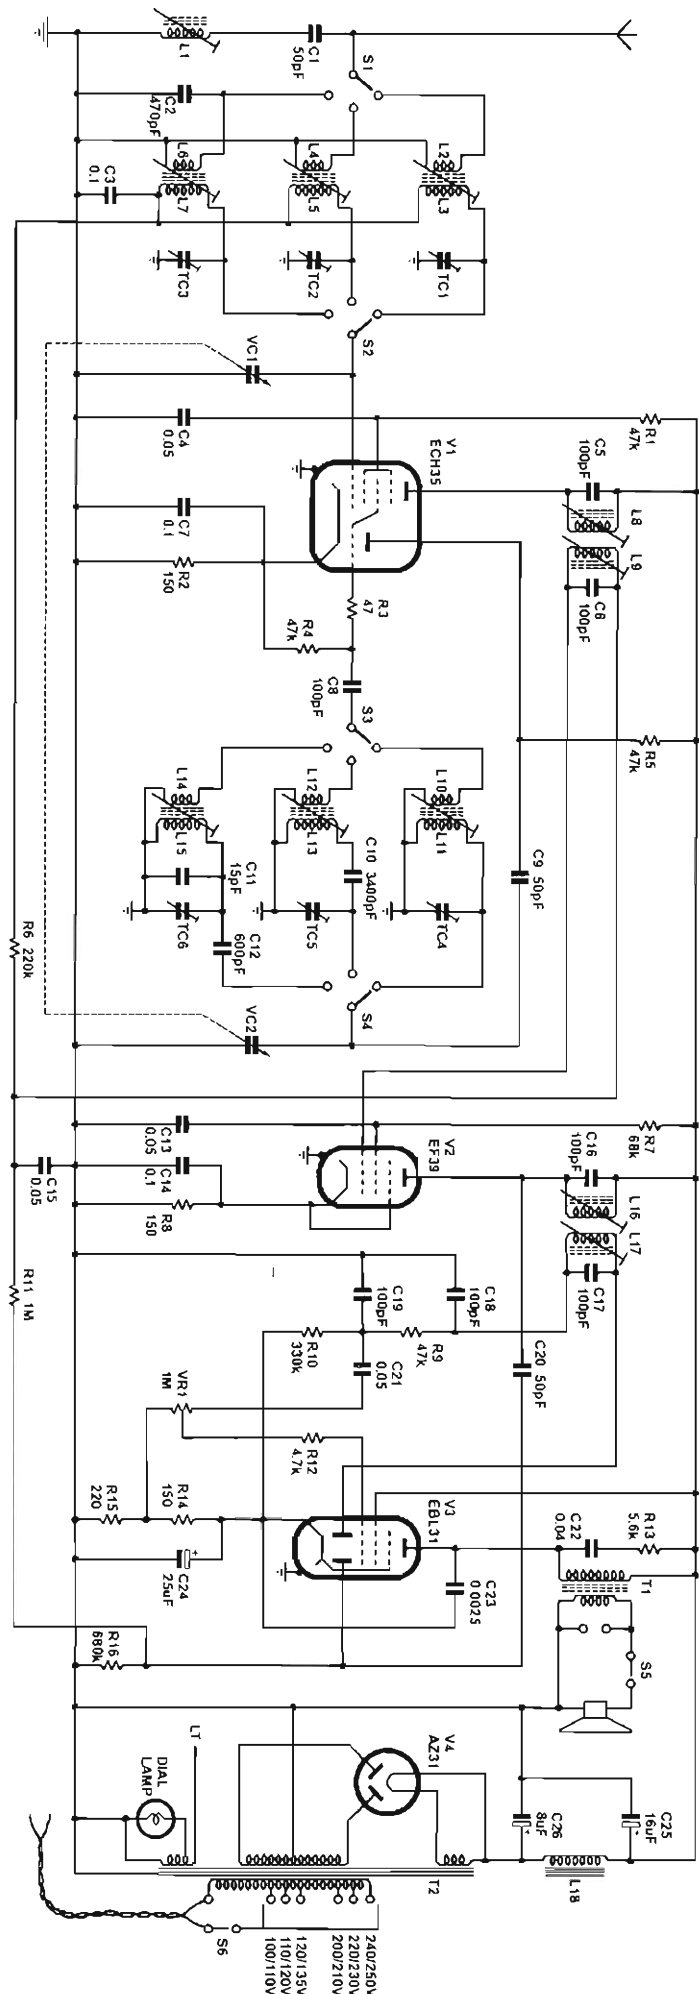 L1
C1
50pF
S1
C2
470pF
L6
L7
L4
L5
L2
L3
C3
0.1
TC3
TC2
TC1
S2
VC1
C4
0.05
R1
47k
V1
ECH35
C5
100pF
L8
L9
C6
100pF
C7
0.1
R2
150
R3
47
R4
47k
C8
100pF
S3
R5
47k
L14
L15
L12
L13
L10
L11
C9 50pF
C10 3400pF
C11
15pF
C12
600pF
TC6
TC5
TC4
R6 220k
S4
VC2
C13
0.05
R7
68k
V2
EF39
C14
0.1
R8
150
C15
0.05
C16
100pF
L16
L17
C17
100pF
C18
100pF
C19
100pF
R11 1M
R9
47k
R10
330k
C20 50pF
C21
0.05
VR1
1M
R12
4.7k
R14
150
R15
220
V3
EBL31
C22
0.04
R13
5.6k
C24
25uF
+
C23
0.0025
T1
R16
680k
S5
V4
AZ31
LT
DIAL
LAMP
C25
16uF
+
C26
8uF
+
T2
L18
S6
240/250V
220/230V
200/210V
120/135V
110/120V
100/110V